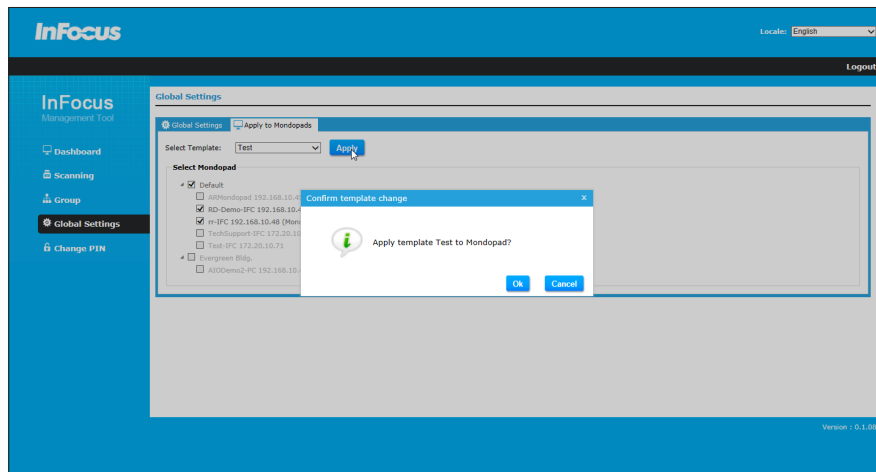 InFocus
Locale: English
Logout
InFocus
Management Tool
Dashboard
Scanning
Group
Global Settings
Change PIN
Global Settings
Global Settings Apply to Mondopads
Select Template: Test Apply
Select Mondopad
Default
ARMondopad 192.168.10.4
RD-Demo-IFC 192.168.10.4
rr-IFC 192.168.10.48 (Mon
TechSupport-IFC 172.20.10
Test-IFC 172.20.10.71
Evergreen Bldg.
AIODemo2-PC 192.168.10.
Confirm template change x
Apply template Test to Mondopad?
Ok Cancel
Version : 0.1.08